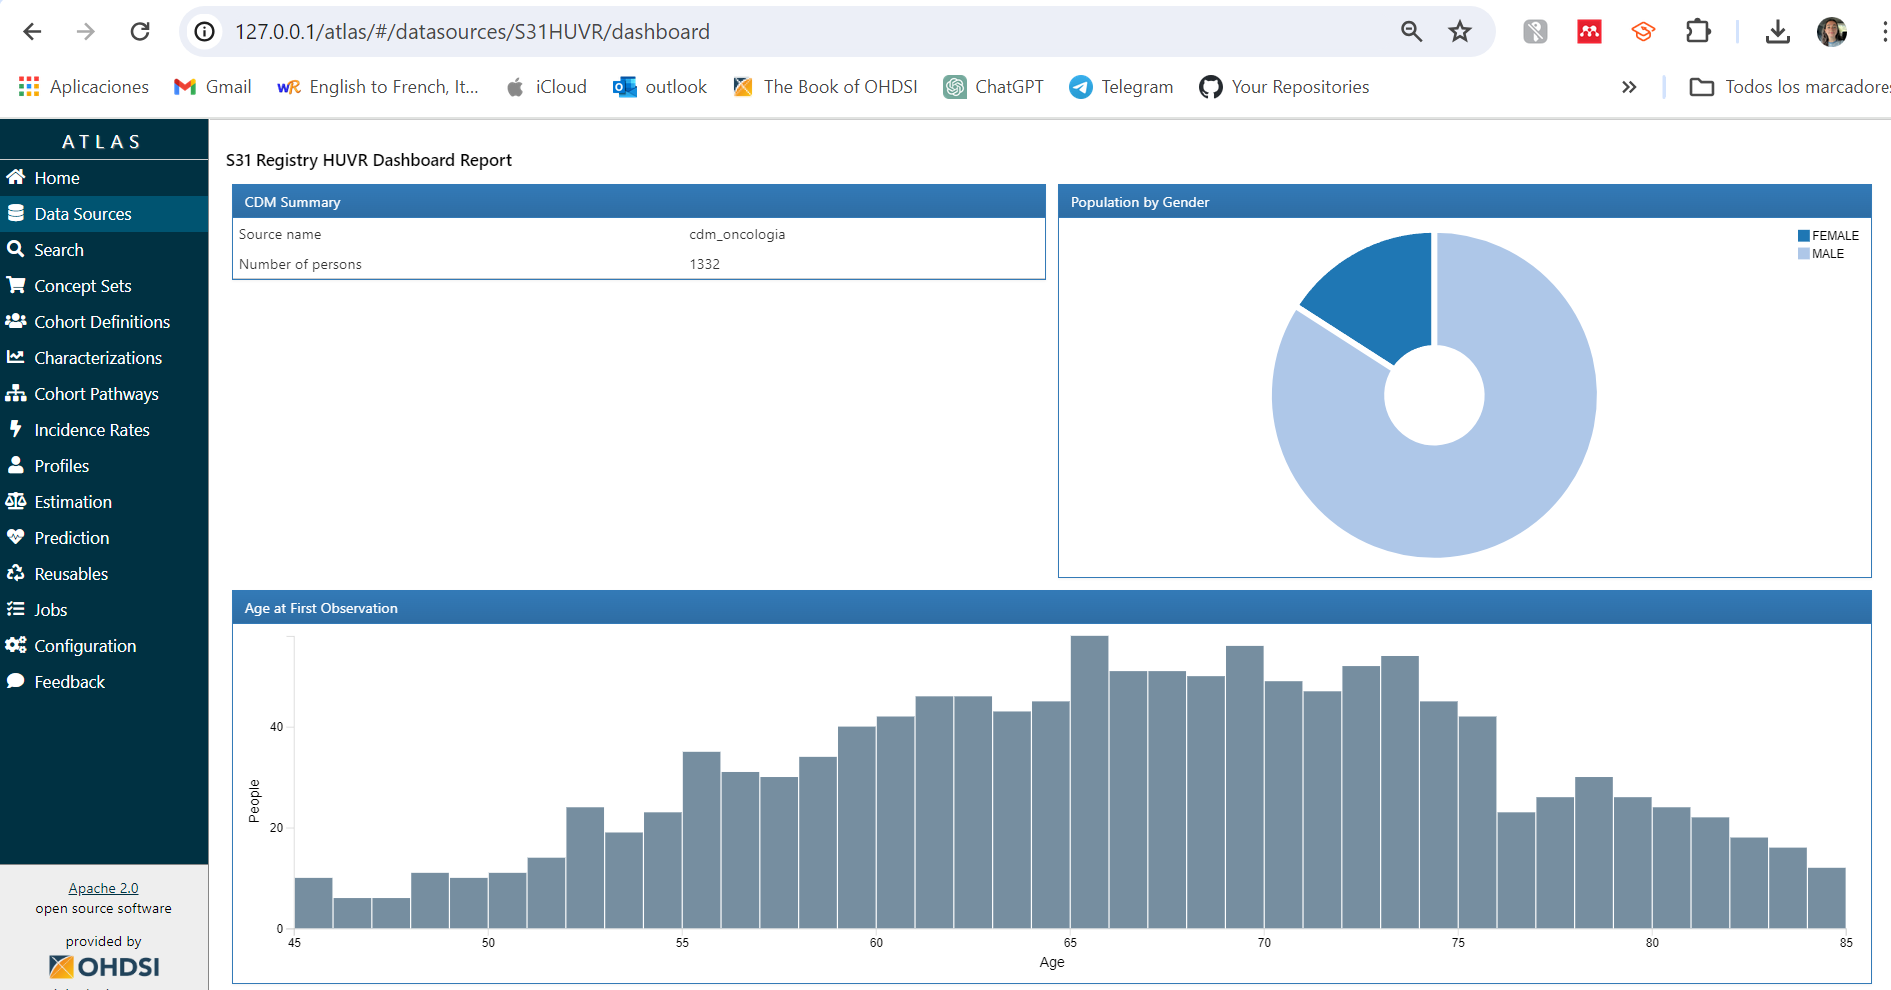 127.0.0.1/atlas/#/datasources/S31HUVR/dashboard
Aplicaciones Gmail English to French, It... iCloud outlook The Book of OHDSI ChatGPT Telegram Your Repositories » Todos los marcadores
ATLAS
Home
Data Sources
Search
Concept Sets
Cohort Definitions
Characterizations
Cohort Pathways
Incidence Rates
Profiles
Estimation
Prediction
Reusables
Jobs
Configuration
Feedback
Apache 2.0
open source software
provided by
OHDSI
S31 Registry HUVR Dashboard Report
CDM Summary
Source name cdm_oncologia
Number of persons 1332
Population by Gender
FEMALE
MALE
Age at First Observation
People
40
20
0
45 50 55 60 65 70 75 80 85
Age